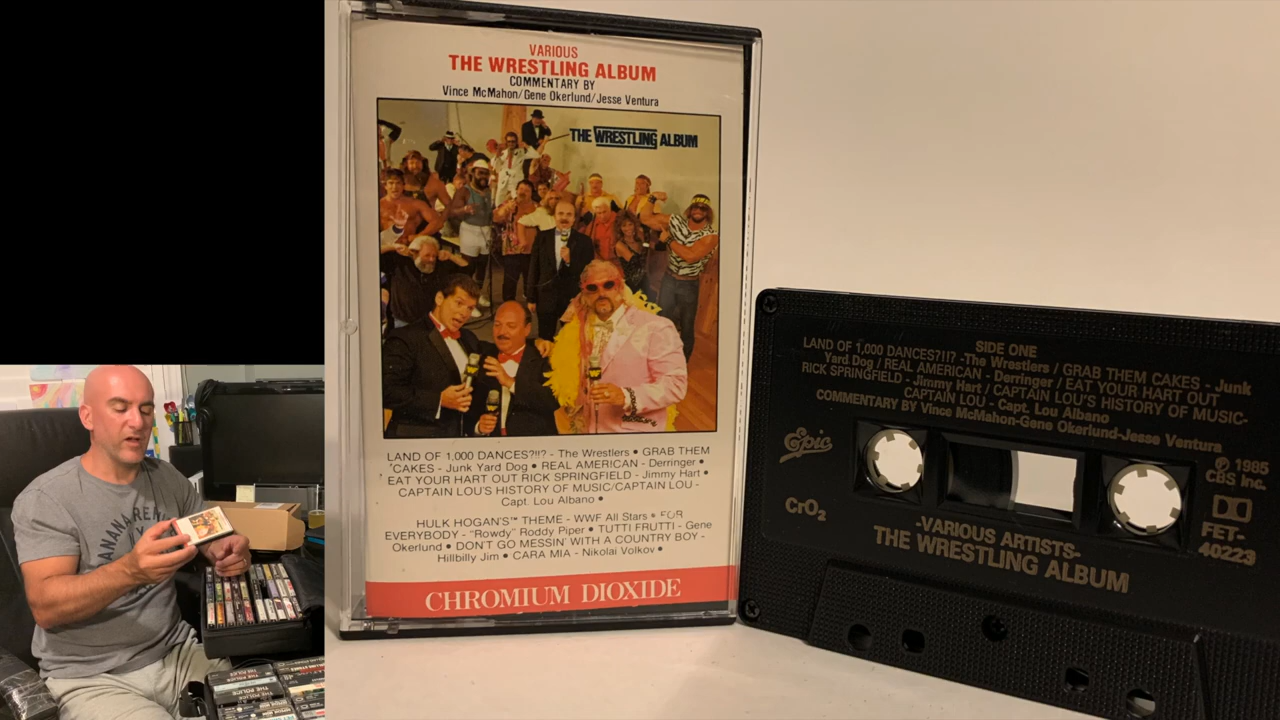 VARIOUS
THE WRESTLING ALBUM
COMMENTARY BY
Vince McMahon/Gene Okerlund/Jesse Ventura
THE WRESTLING ALBUM
LAND OF 1,000 DANCES?!!? - The Wrestlers • GRAB THEM
CAKES - Junk Yard Dog • REAL AMERICAN - Derringer •
EAT YOUR HEART OUT RICK SPRINGFIELD - Jimmy Hart •
CAPTAIN LOU'S HISTORY OF MUSIC/CAPTAIN LOU -
Capt. Lou Albano •
HULK HOGAN'S™ THEME - WWF All Stars • FOR
EVERYBODY - "Rowdy" Roddy Piper • TUTTI FRUTTI - Gene
Okerlund • DON'T GO MESSIN' WITH A COUNTRY BOY -
Hillbilly Jim • CARA MIA - Nikolai Volkov •
CHROMIUM DIOXIDE
SIDE ONE
LAND OF 1,000 DANCES?!!? -The Wrestlers / GRAB THEM CAKES - Junk
Yard Dog / REAL AMERICAN - Derringer / EAT YOUR HEART OUT
RICK SPRINGFIELD - Jimmy Hart / CAPTAIN LOU'S HISTORY OF MUSIC-
CAPTAIN LOU - Capt. Lou Albano
COMMENTARY BY Vince McMahon-Gene Okerlund-Jesse Ventura
Epic
℗ 1985
CBS Inc.
CrO₂
FET-
40223
-VARIOUS ARTISTS-
THE WRESTLING ALBUM
THE POLICE
THE POLICE